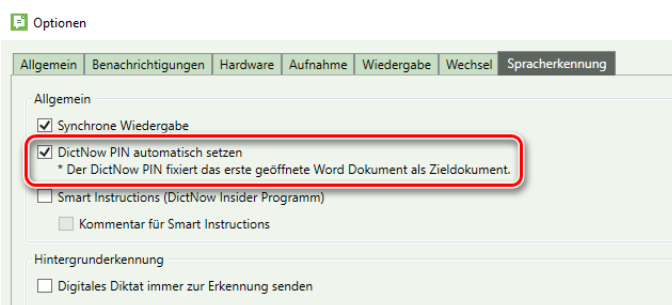 Optionen
Allgemein Benachrichtigungen Hardware Aufnahme Wiedergabe Wechsel Spracherkennung
Allgemein
Synchrone Wiedergabe
DictNow PIN automatisch setzen
* Der DictNow PIN fixiert das erste geöffnete Word Dokument als Zieldokument.
Smart Instructions (DictNow Insider Programm)
Kommentar für Smart Instructions
Hintergrunderkennung
Digitales Diktat immer zur Erkennung senden